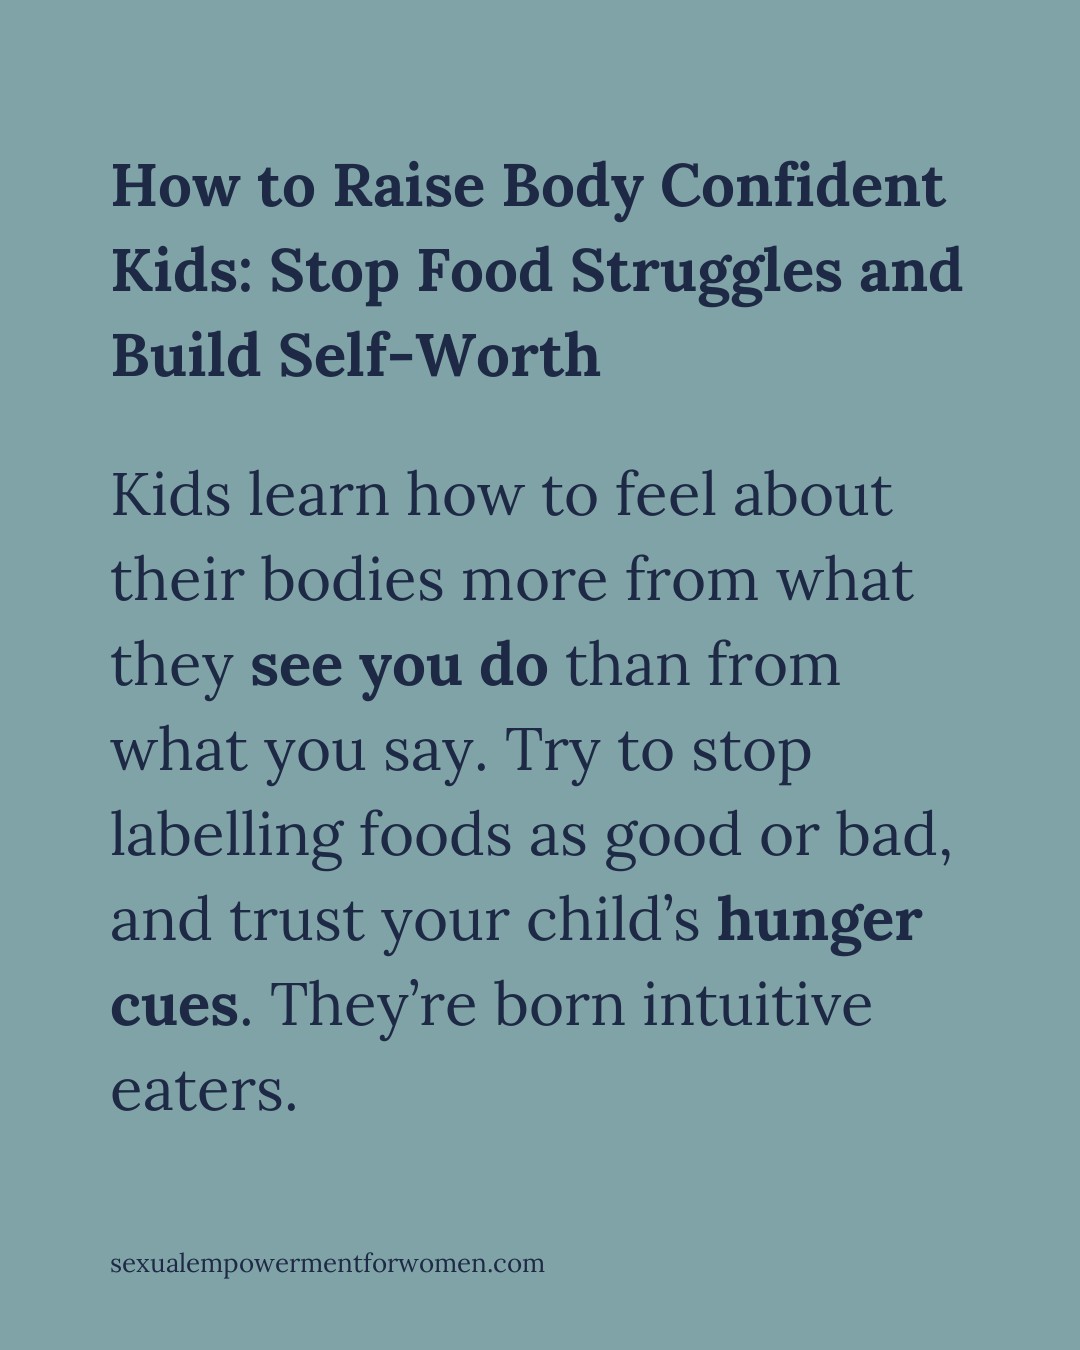 How to Raise Body Confident
Kids: Stop Food Struggles and
Build Self-Worth
Kids learn how to feel about
their bodies more from what
they see you do than from
what you say. Try to stop
labelling foods as good or bad,
and trust your child’s hunger
cues. They’re born intuitive
eaters.
sexualempowermentforwomen.com